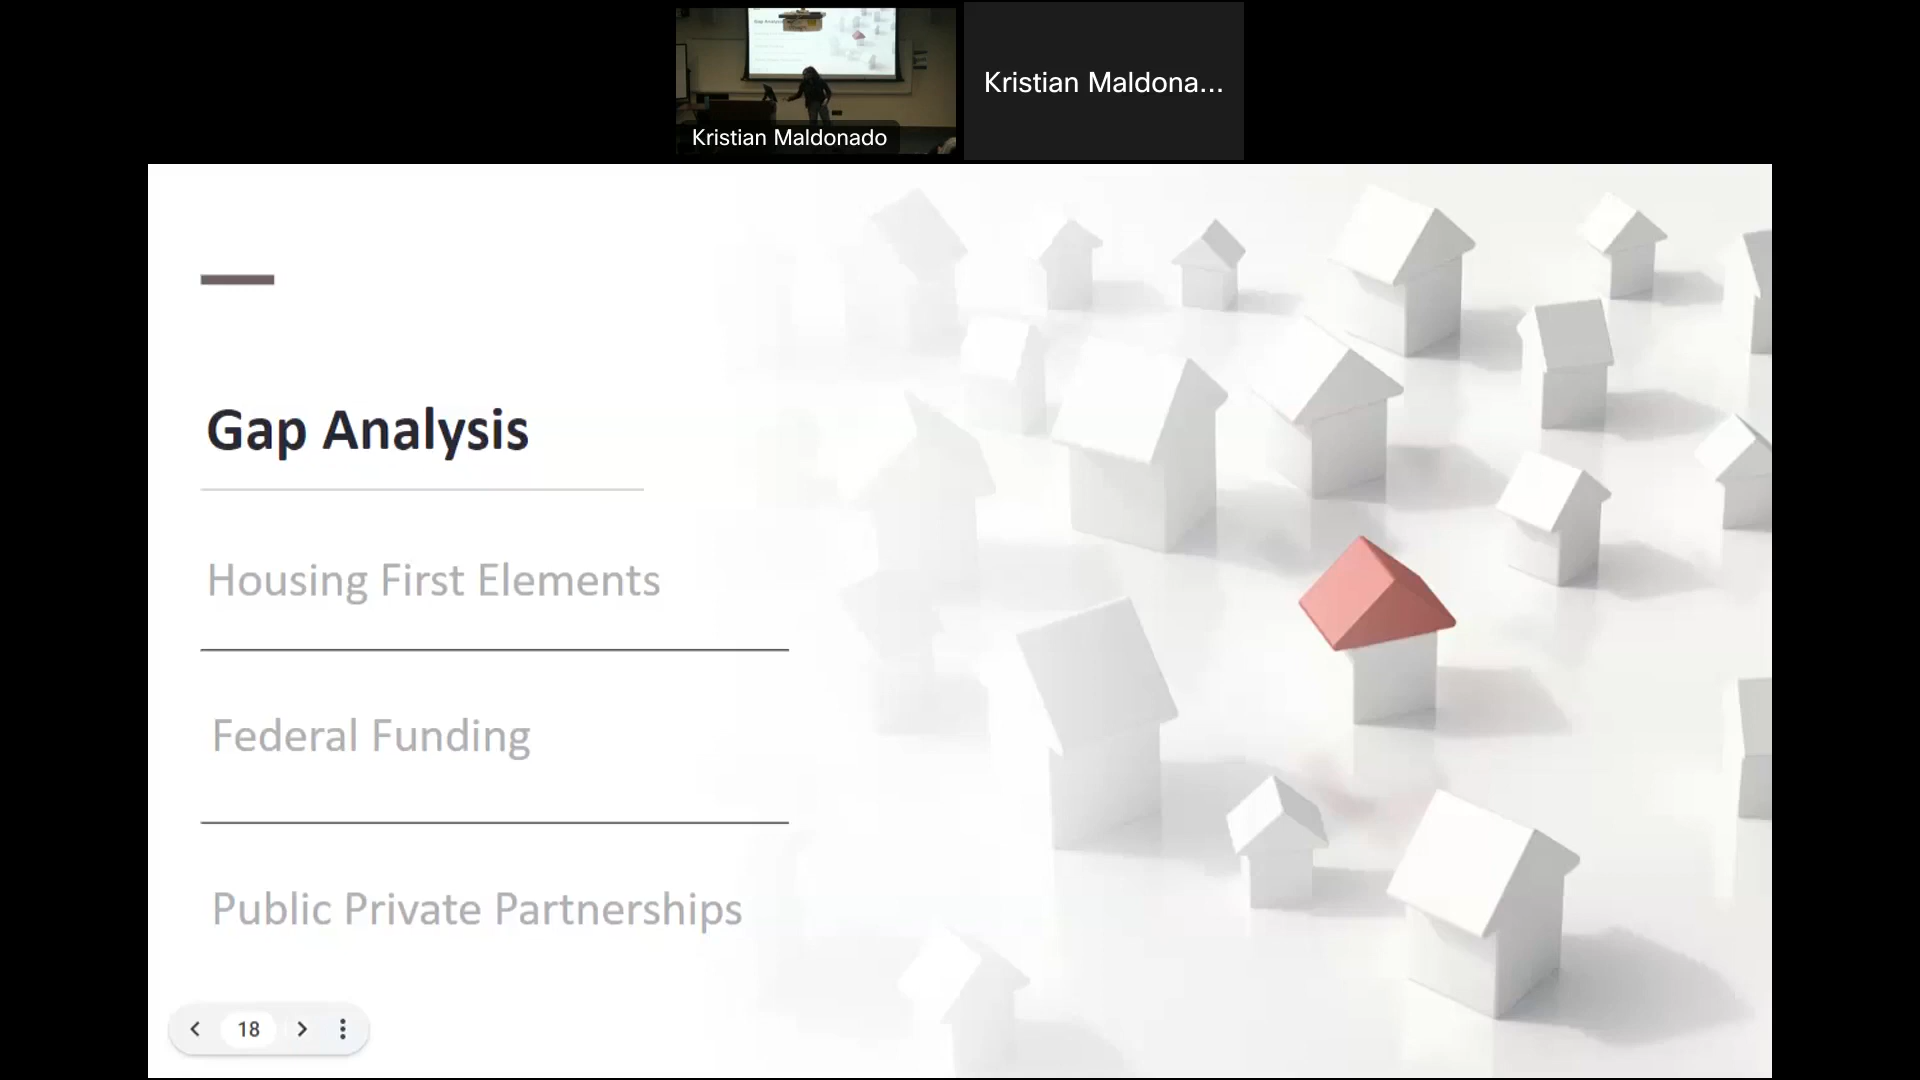 Kristian Maldonado
Kristian Maldona...
Gap Analysis
Housing First Elements
Federal Funding
Public Private Partnerships
18